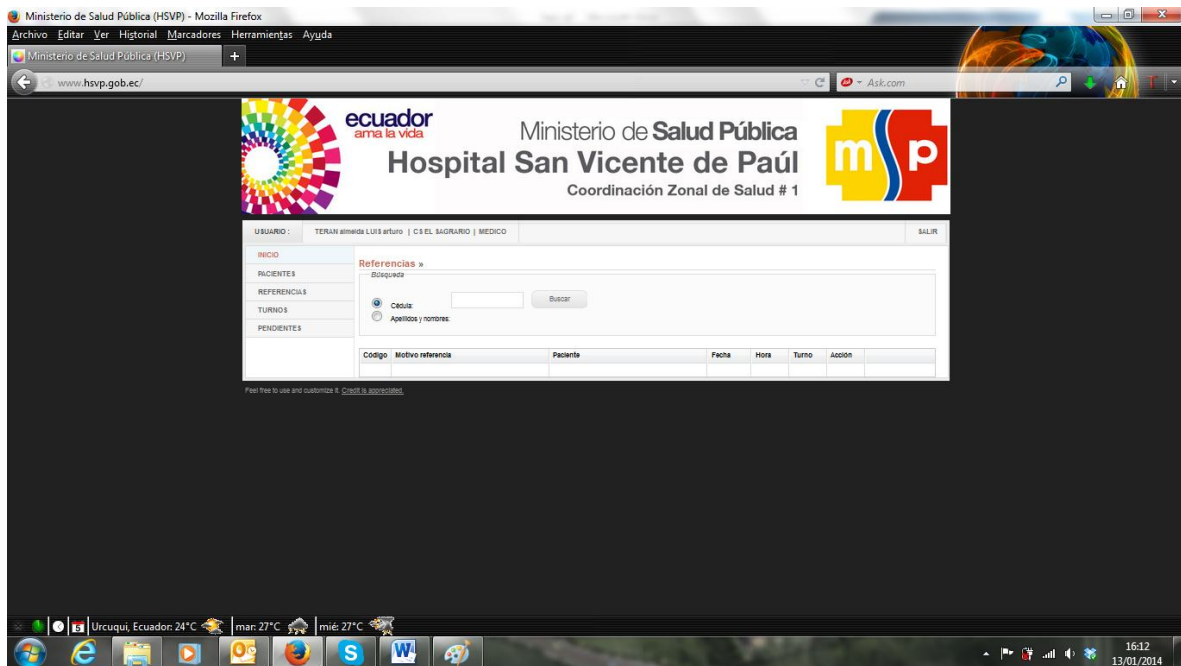 Ministerio de Salud Pública (HSVP) - Mozilla Firefox
Archivo Editar Ver Historial Marcadores Herramientas Ayuda
Ministerio de Salud Pública (HSVP) +
www.hsvp.gob.ec/ Ask.com
ecuador
ama la vida
Ministerio de Salud Pública
Hospital San Vicente de Paúl
Coordinación Zonal de Salud # 1
msp
USUARIO : TERAN almeida LUIS arturo | CS EL SAGRARIO | MEDICO SALIR
INICIO
PACIENTES
REFERENCIAS
TURNOS
PENDIENTES
Referencias »
Búsqueda
Cédula: Buscar
Apellidos y nombres:
Código Motivo referencia Paciente Fecha Hora Turno Acción
Feel free to use and customize it. Credit is appreciated.
Urcuqui, Ecuador: 24°C mar: 27°C mié: 27°C
16:12
13/01/2014